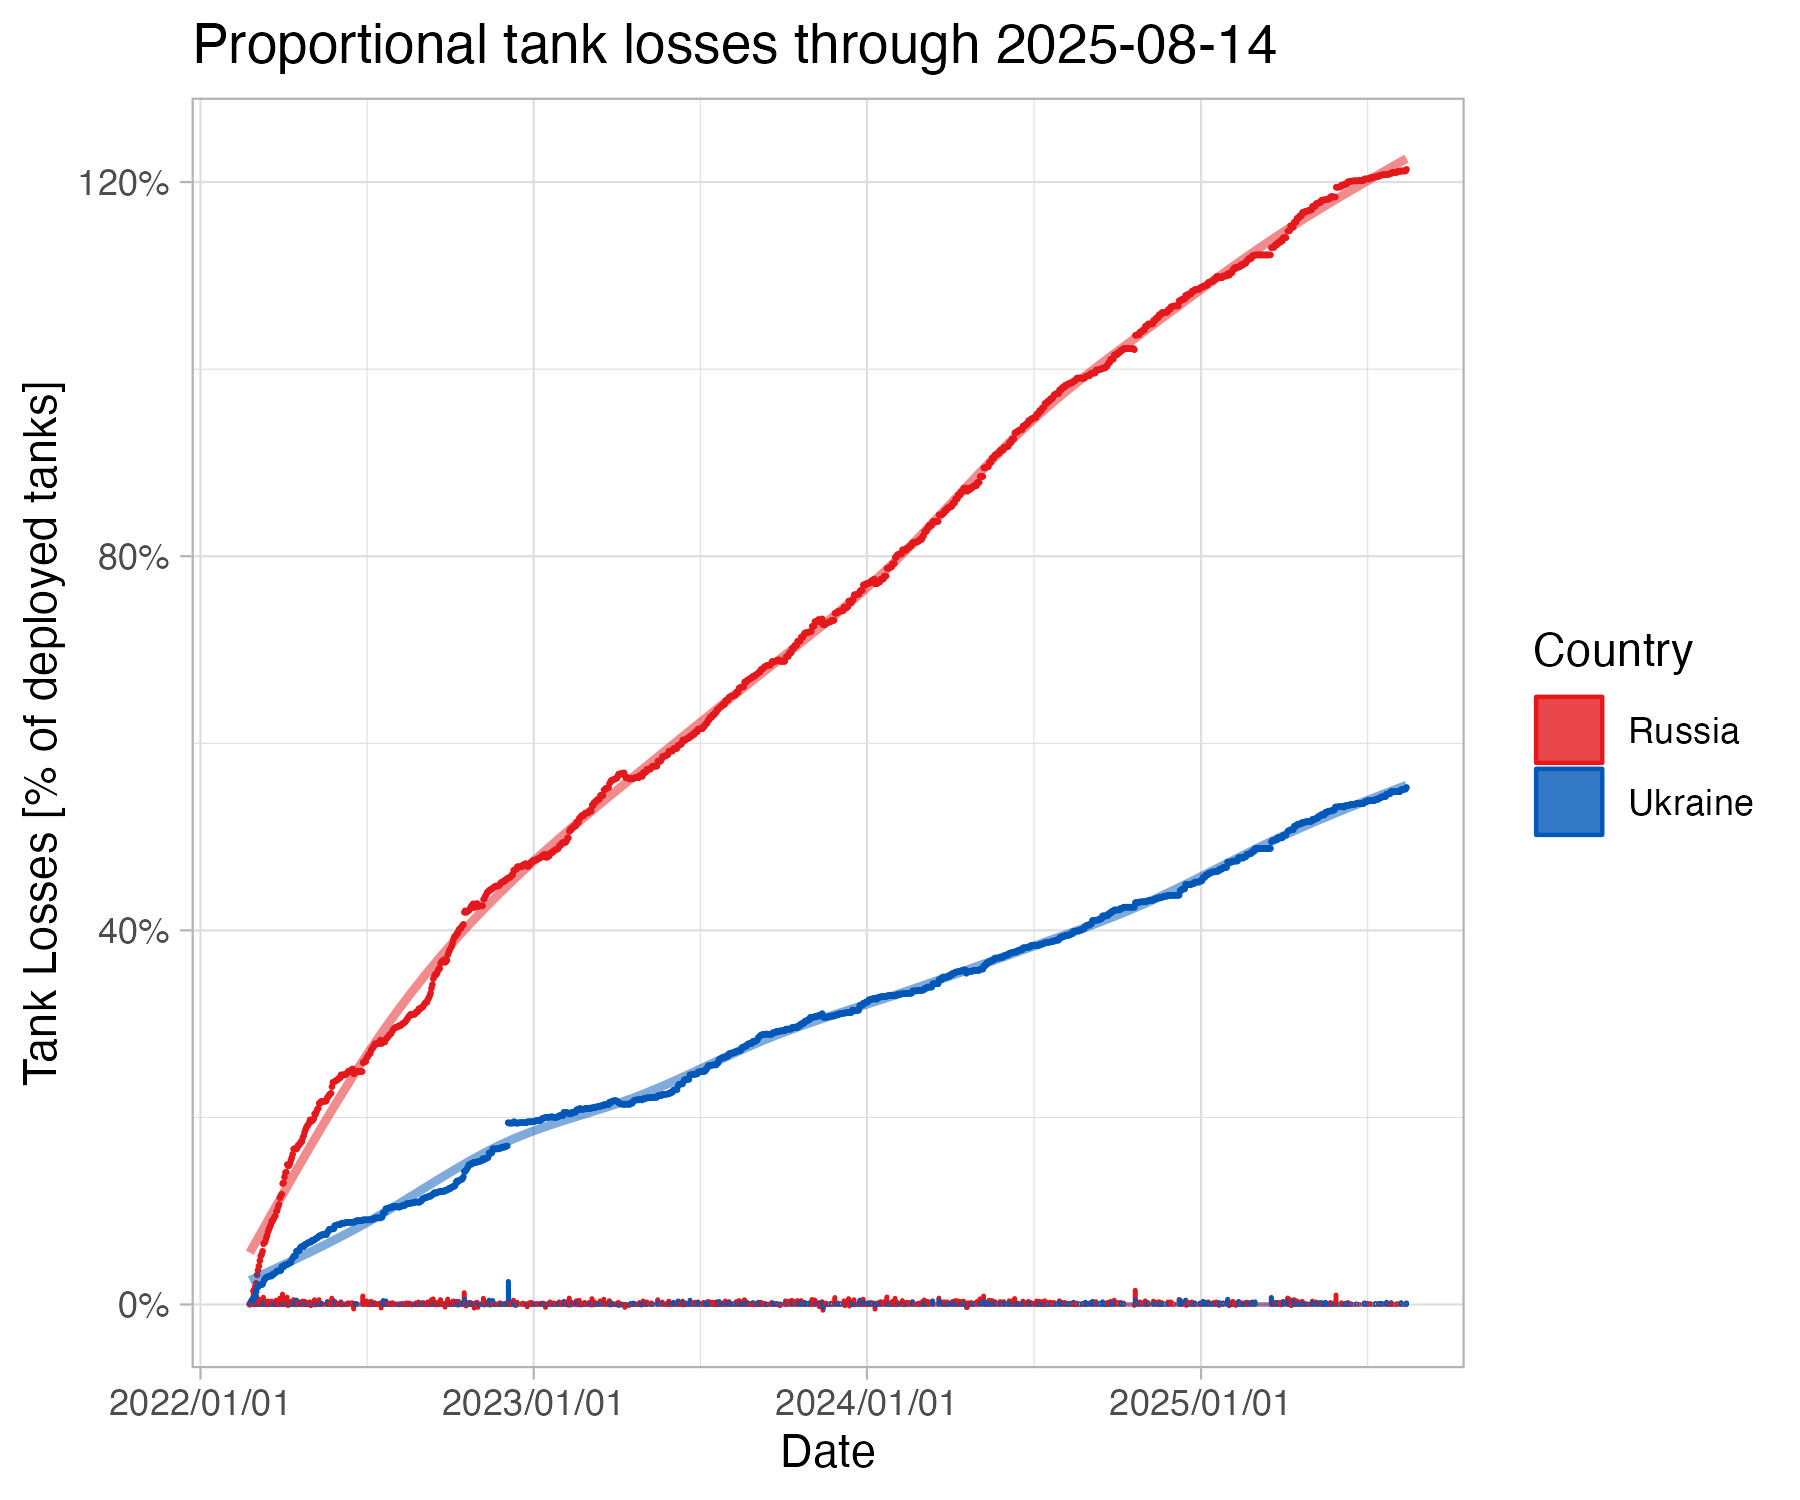 Proportional tank losses through 2025-08-14
Tank Losses [% of deployed tanks]
120%
80%
40%
0%
2022/01/01
2023/01/01
2024/01/01
2025/01/01
Date
Country
Russia
Ukraine